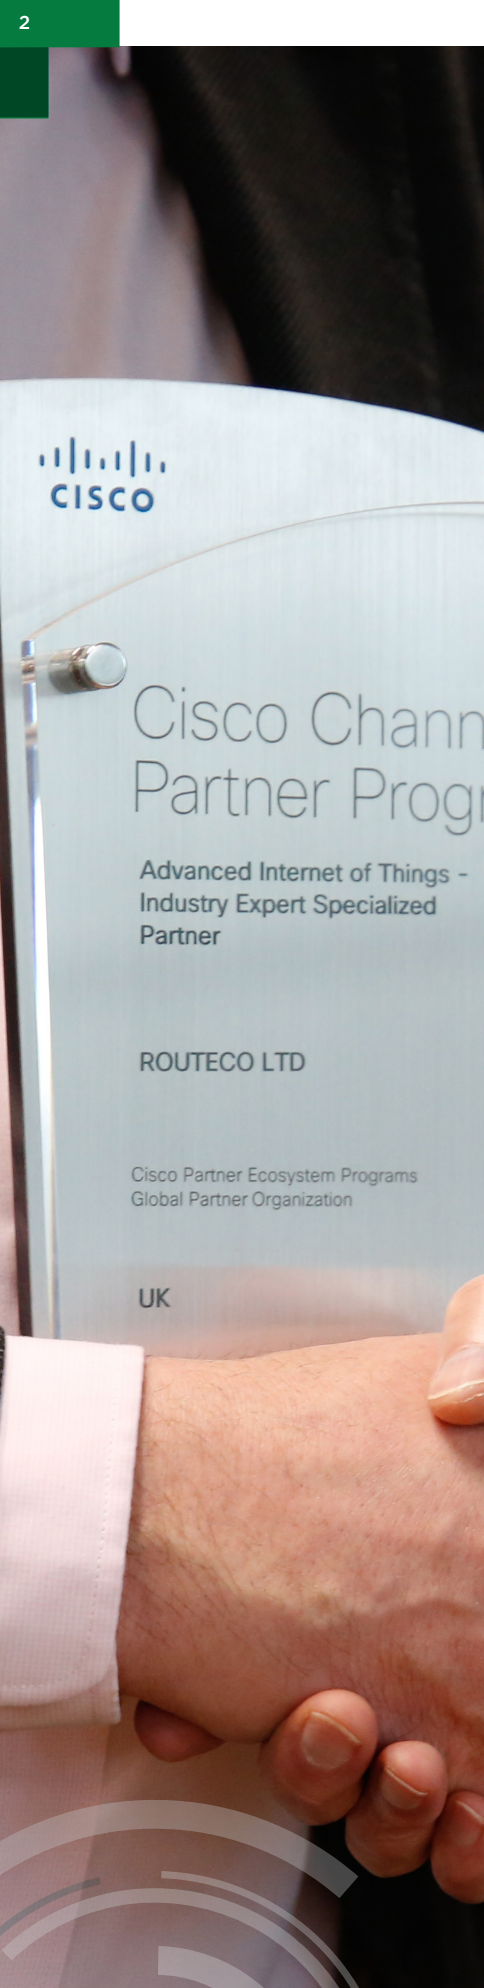 2
CISCO
Cisco Chann
Partner Progr
Advanced Internet of Things -
Industry Expert Specialized
Partner
ROUTECO LTD
Cisco Partner Ecosystem Programs
Global Partner Organization
UK